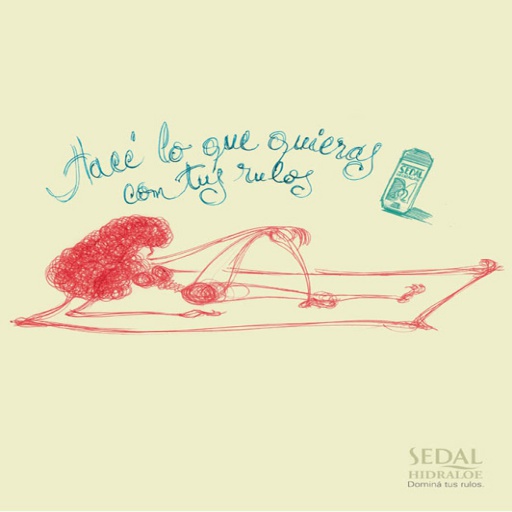 Hacé lo que quieras
con tus rulos
SEDAL
SEDAL
HIDRALOE
Dominá tus rulos.